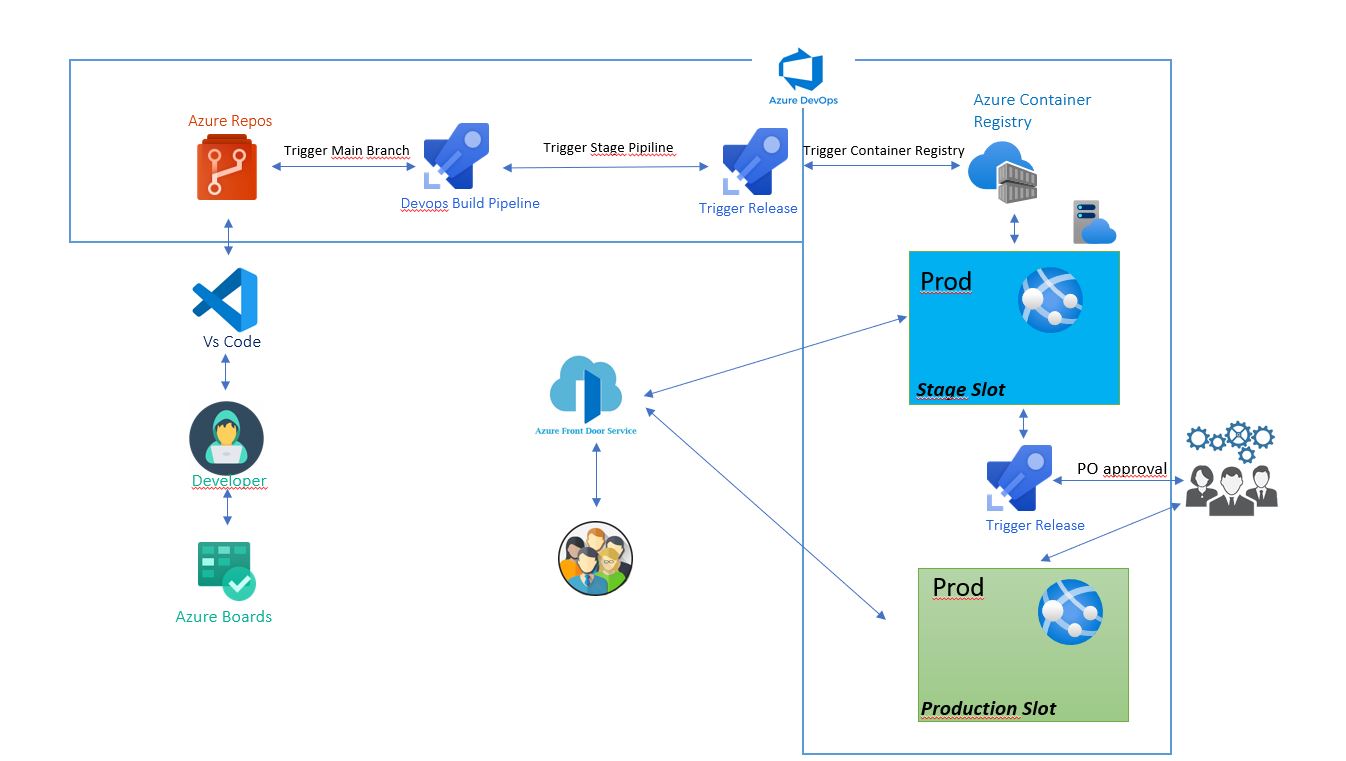 Azure DevOps
Azure Repos
Trigger Main Branch
Devops Build Pipeline
Trigger Stage Pipiline
Trigger Release
Trigger Container Registry
Azure Container
Registry
Vs Code
Developer
Azure Boards
Azure Front Door Service
Prod
Stage Slot
Trigger Release
PO approval
Prod
Production Slot